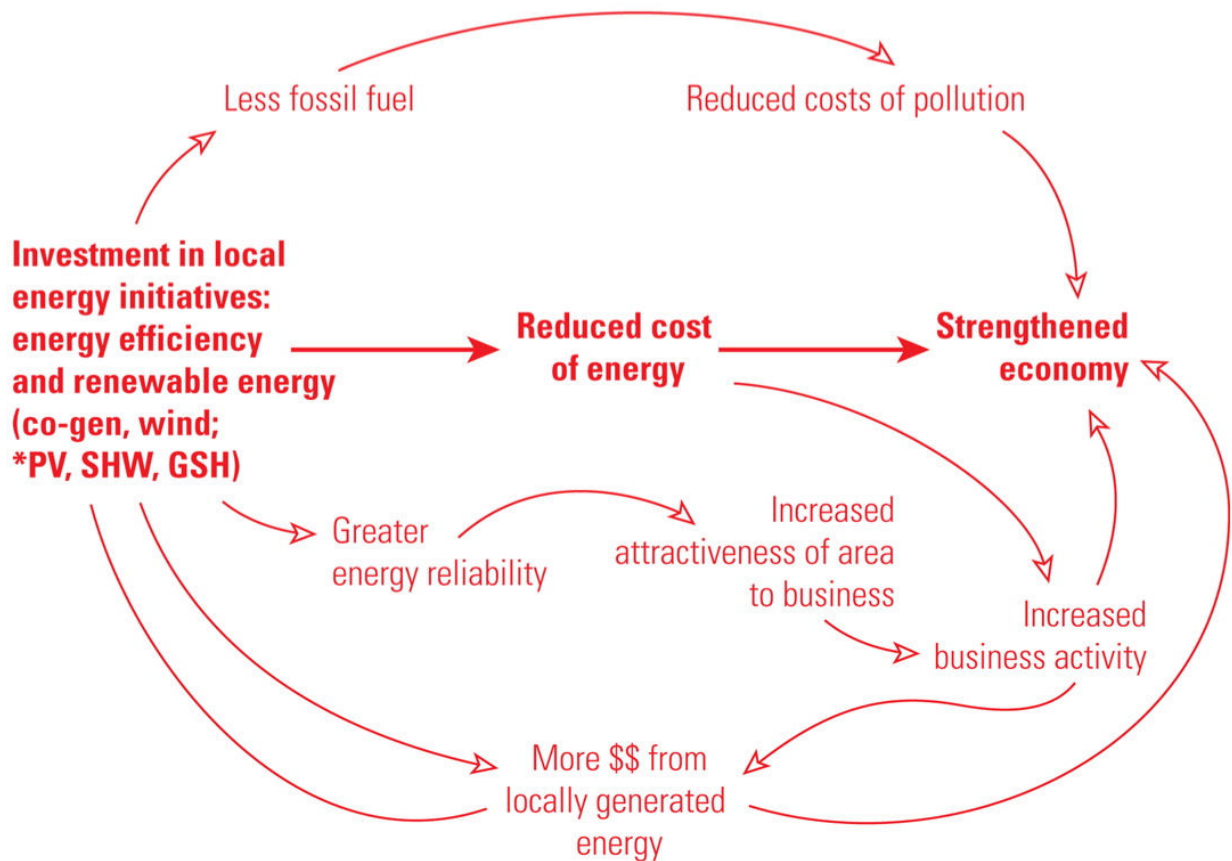 Less fossil fuel
Reduced costs of pollution
Investment in local
energy initiatives:
energy efficiency
and renewable energy
(co-gen, wind;
*PV, SHW, GSH)
Reduced cost
of energy
Strengthened
economy
Greater
energy reliability
Increased
attractiveness of area
to business
Increased
business activity
More $$ from
locally generated
energy